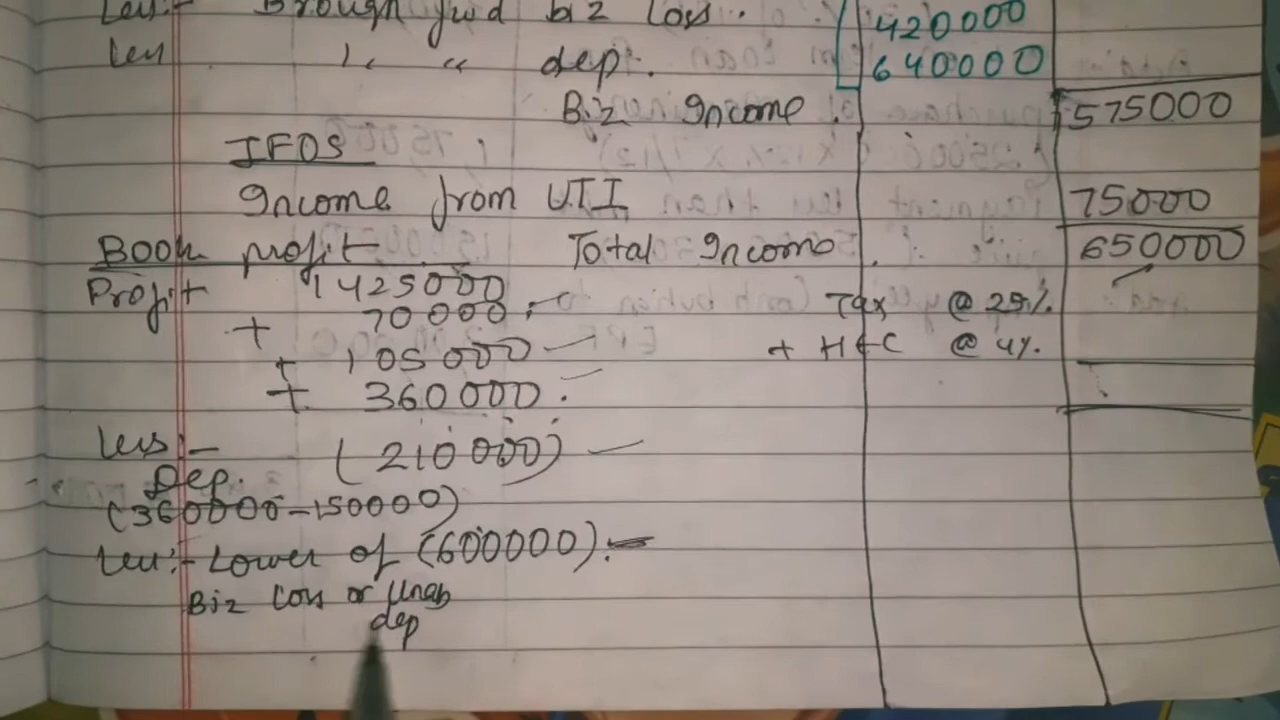 Less:- Brough fwd biz loss. 420000
Less " " dep. 640000
Biz Income. 575000
IFOS
Income from UTI 75000
Book profit Total Income. 650000
Profit 1425000
+ 70000 Tax @ 25%
+ 105000 + H&C @ 4%.
+ 360000.
Less:- (210000)
Dep.
(360000-150000)
Less:- Lower of (600000).
Biz loss or Unab
dep